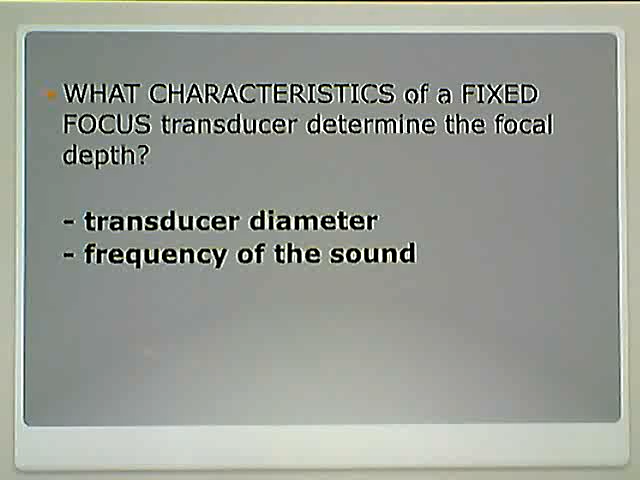 WHAT CHARACTERISTICS of a FIXED
FOCUS transducer determine the focal
depth?
- transducer diameter
- frequency of the sound